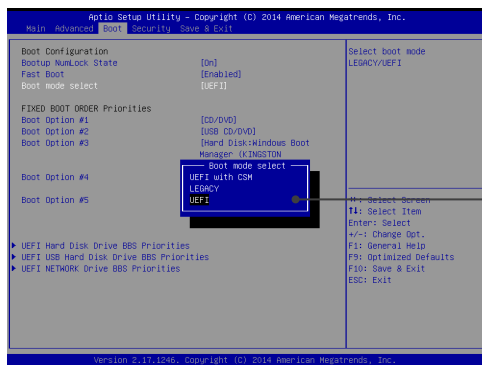 Aptio Setup Utility - Copyright (C) 2014 American Megatrends, Inc.
Main Advanced Boot Security Save & Exit
Boot Configuration
Bootup NumLock State [On]
Fast Boot [Enabled]
Boot mode select [UEFI]
FIXED BOOT ORDER Priorities
Boot Option #1 [CD/DVD]
Boot Option #2 [USB CD/DVD]
Boot Option #3 [Hard Disk:Windows Boot
Manager (KINGSTON
Boot Option #4
Boot Option #5
Boot mode select
UEFI with CSM
LEGACY
UEFI
UEFI Hard Disk Drive BBS Priorities
UEFI USB Hard Disk Drive BBS Priorities
UEFI NETWORK Drive BBS Priorities
Select boot mode
LEGACY/UEFI
Select Screen
↑↓: Select Item
Enter: Select
+/-: Change Opt.
F1: General Help
F9: Optimized Defaults
F10: Save & Exit
ESC: Exit
Version 2.17.1246. Copyright (C) 2014 American Megatrends, Inc.